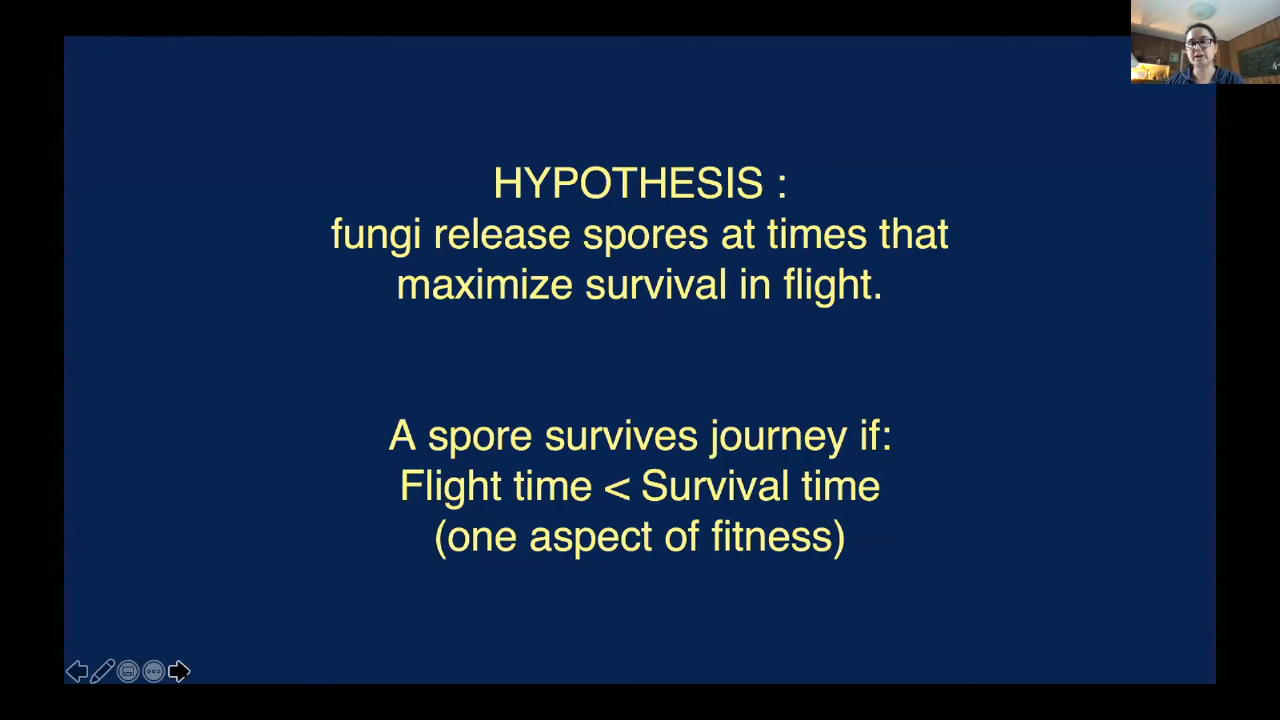 HYPOTHESIS :
fungi release spores at times that
maximize survival in flight.
A spore survives journey if:
Flight time < Survival time
(one aspect of fitness)